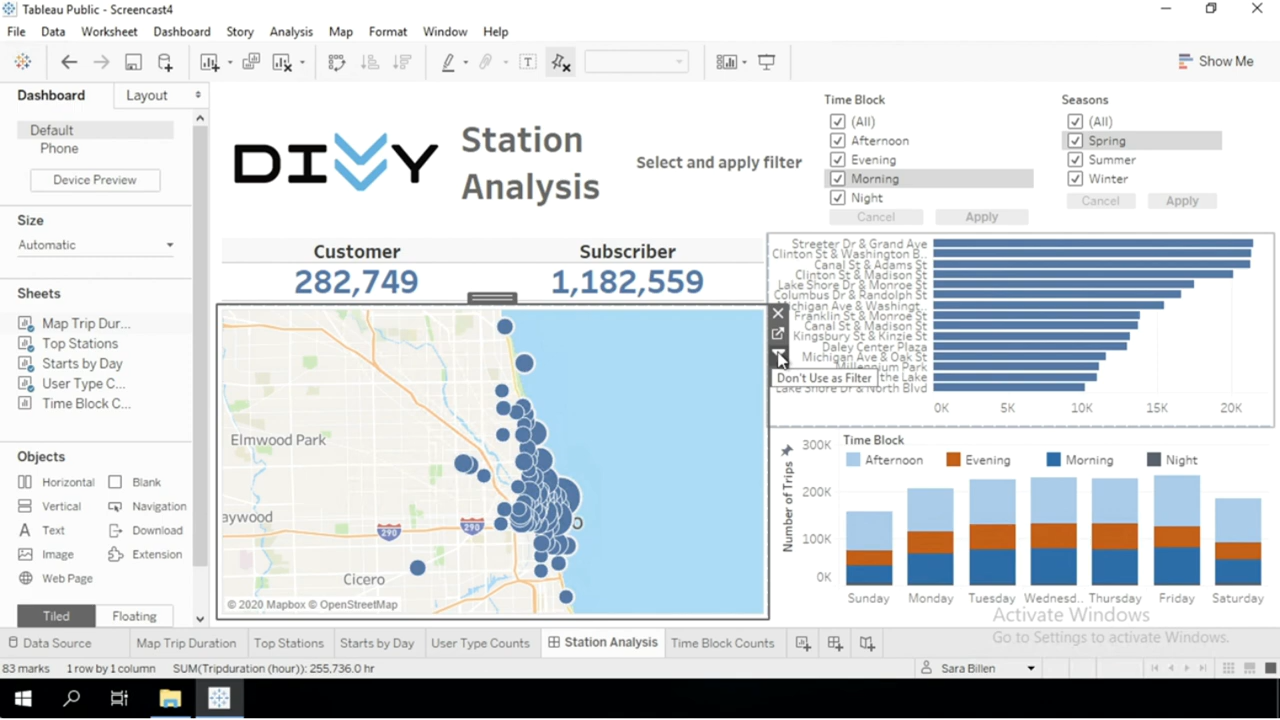 Tableau Public - Screencast4
File Data Worksheet Dashboard Story Analysis Map Format Window Help
Show Me
Dashboard Layout
Default
Phone
Device Preview
Size
Automatic
Sheets
Map Trip Dur...
Top Stations
Starts by Day
User Type C...
Time Block C...
Objects
Horizontal Blank
Vertical Navigation
Text Download
Image Extension
Web Page
Tiled Floating
DIVVY
Station
Analysis
Select and apply filter
Time Block
(All)
Afternoon
Evening
Morning
Night
Cancel Apply
Seasons
(All)
Spring
Summer
Winter
Cancel Apply
Customer Subscriber
282,749 1,182,559
Elmwood Park
aywood
290 290
Cicero
o
© 2020 Mapbox © OpenStreetMap
Streeter Dr & Grand Ave
Clinton St & Washington B..
Canal St & Adams St
Clinton St & Madison St
Lake Shore Dr & Monroe St
Columbus Dr & Randolph St
Michigan Ave & Washingt..
Franklin St & Monroe St
Canal St & Madison St
Kingsbury St & Kinzie St
Daley Center Plaza
Michigan Ave & Oak St
Millennium Park
the Lake
Lake Shore Dr & North Blvd
Don't Use as Filter
0K 5K 10K 15K 20K
Time Block
Afternoon Evening Morning Night
Number of Trips
300K
200K
100K
0K
Sunday Monday Tuesday Wednesd.. Thursday Friday Saturday
Activate Windows
Go to Settings to activate Windows.
Data Source Map Trip Duration Top Stations Starts by Day User Type Counts Station Analysis Time Block Counts
83 marks 1 row by 1 column SUM(Tripduration (hour)): 255,736.0 hr Sara Billen